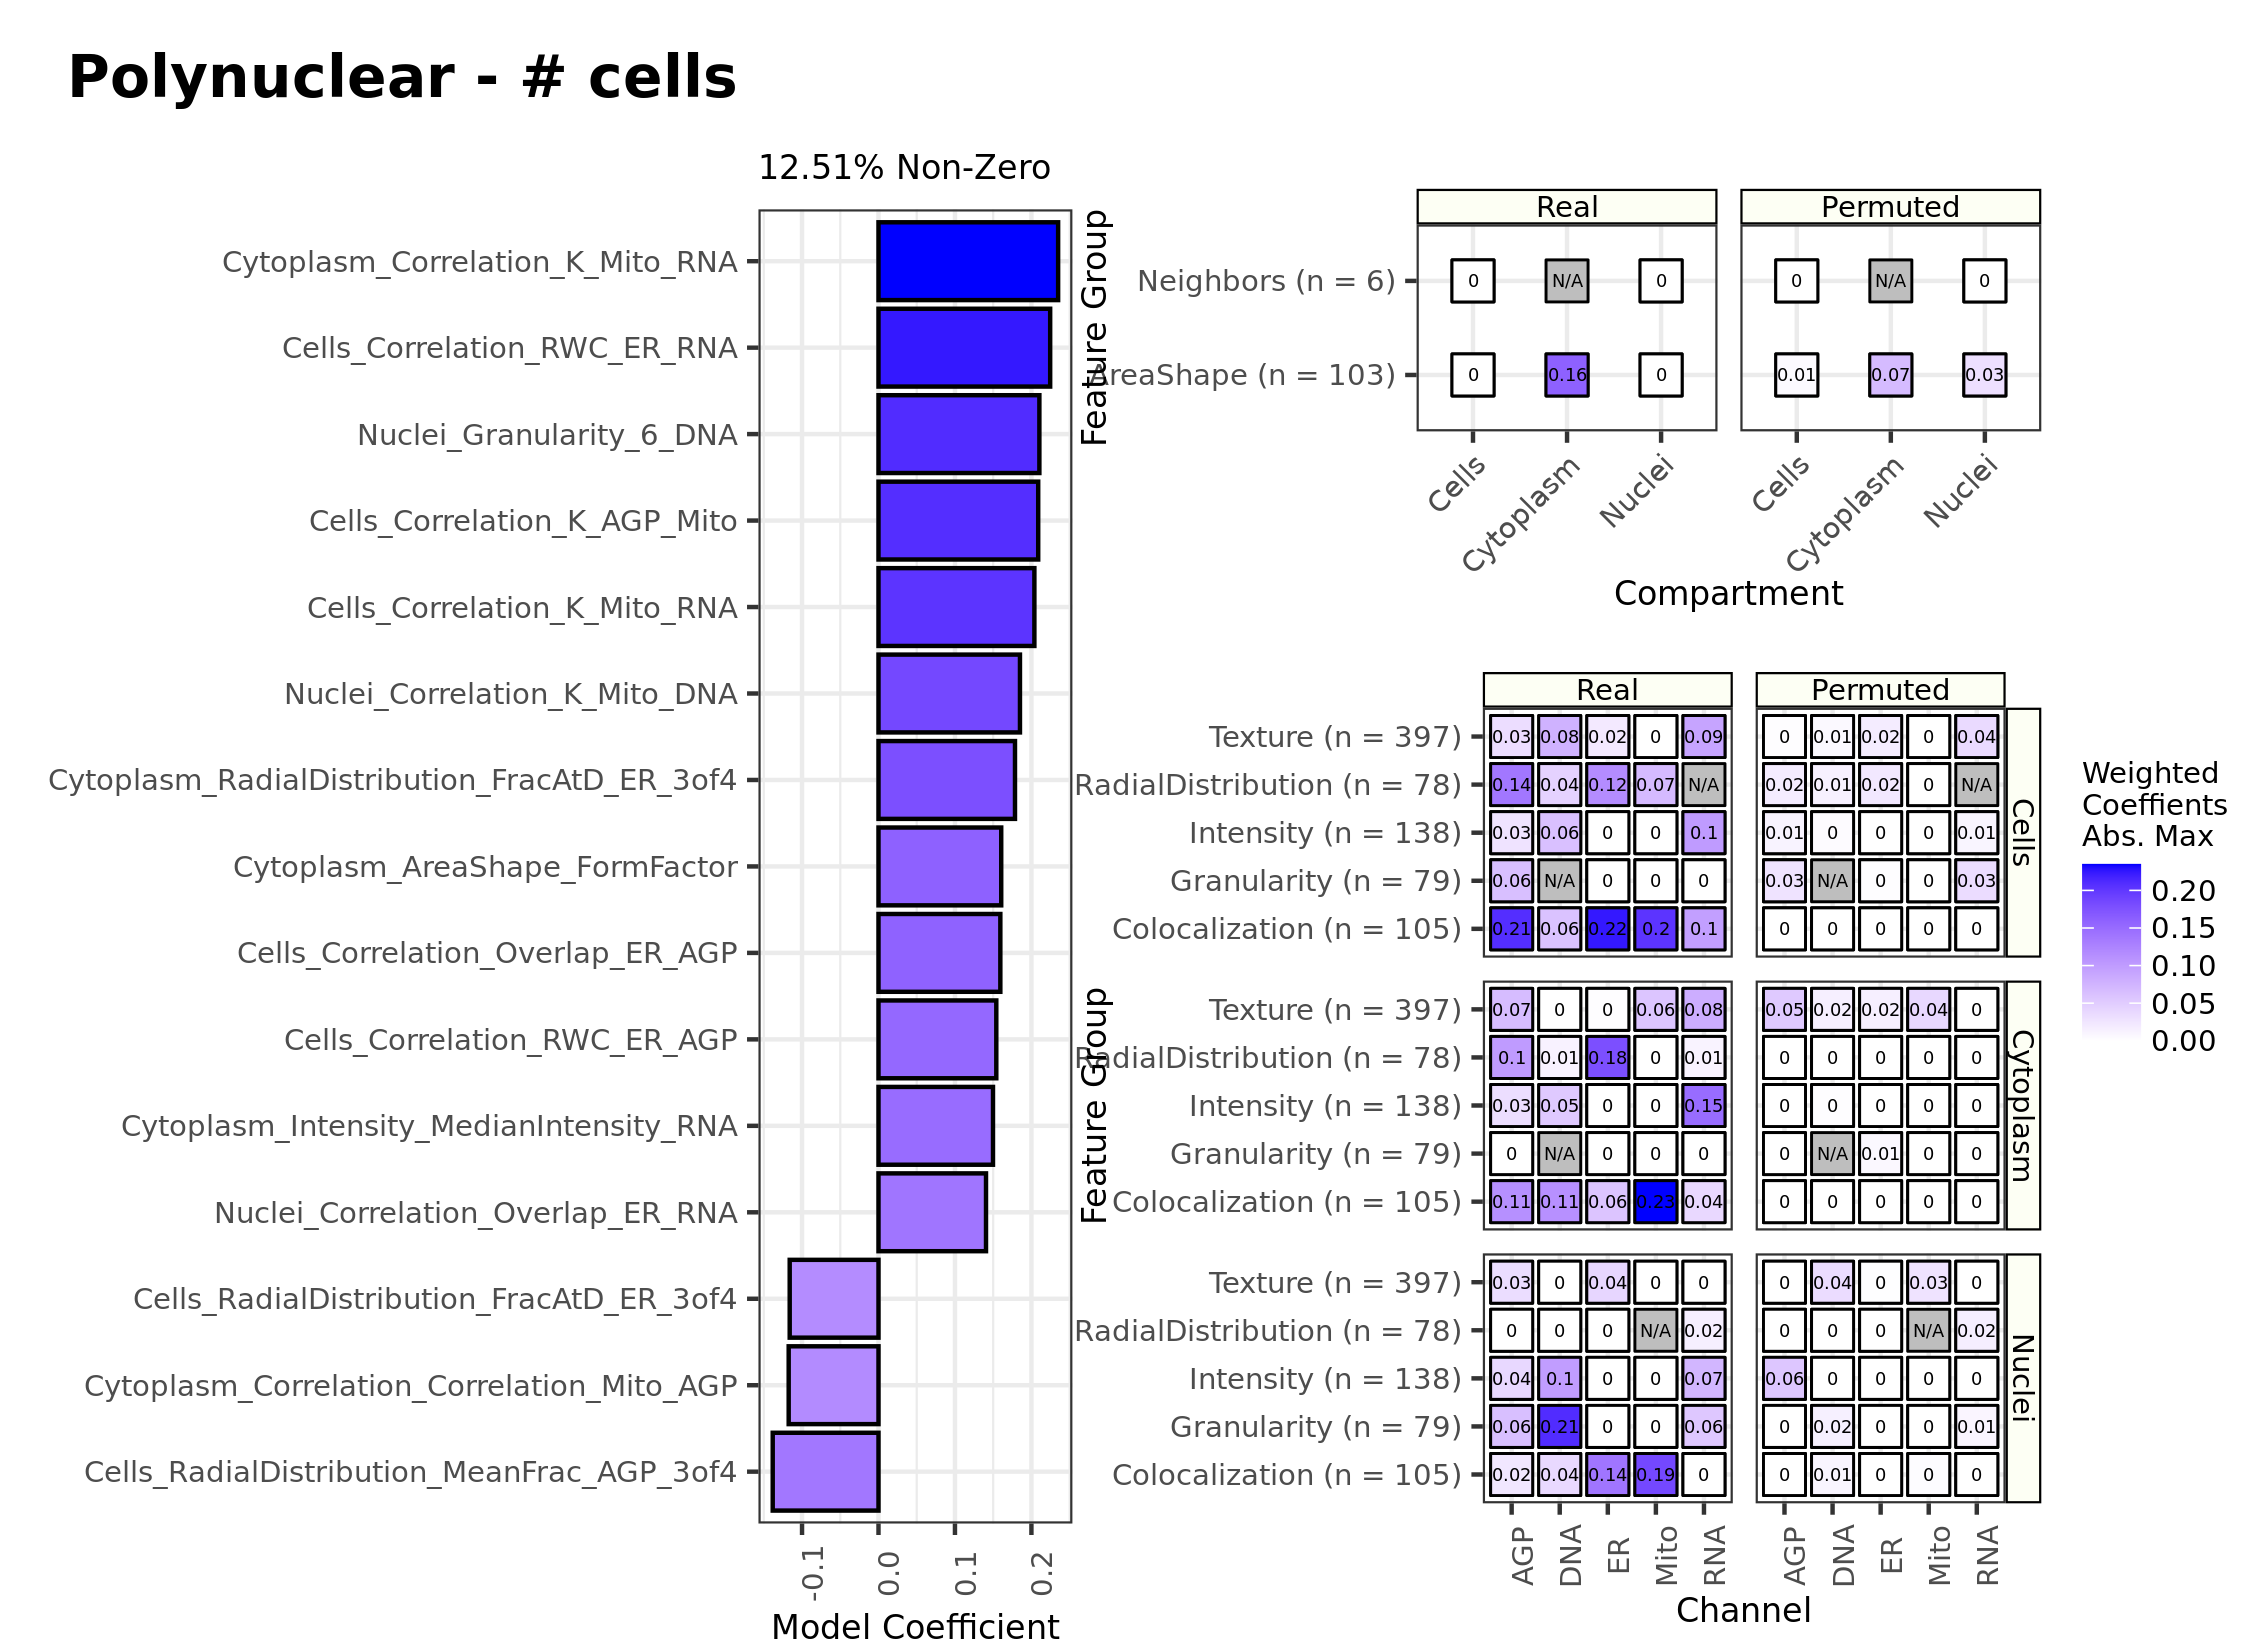 Polynuclear - # cells
12.51% Non-Zero
Cytoplasm_Correlation_K_Mito_RNA
Cells_Correlation_RWC_ER_RNA
Nuclei_Granularity_6_DNA
Cells_Correlation_K_AGP_Mito
Cells_Correlation_K_Mito_RNA
Nuclei_Correlation_K_Mito_DNA
Cytoplasm_RadialDistribution_FracAtD_ER_3of4
Cytoplasm_AreaShape_FormFactor
Cells_Correlation_Overlap_ER_AGP
Cells_Correlation_RWC_ER_AGP
Cytoplasm_Intensity_MedianIntensity_RNA
Nuclei_Correlation_Overlap_ER_RNA
Cells_RadialDistribution_FracAtD_ER_3of4
Cytoplasm_Correlation_Correlation_Mito_AGP
Cells_RadialDistribution_MeanFrac_AGP_3of4
-0.1 0.0 0.1 0.2
Model Coefficient
Feature Group
Real Permuted
Neighbors (n = 6) 0 N/A 0 0 N/A 0
AreaShape (n = 103) 0 0.16 0 0.01 0.07 0.03
Cells Cytoplasm Nuclei Cells Cytoplasm Nuclei
Compartment
Feature Group
Real Permuted
Cells
Texture (n = 397) 0.03 0.08 0.02 0 0.09 0 0.01 0.02 0 0.04
RadialDistribution (n = 78) 0.14 0.04 0.12 0.07 N/A 0.02 0.01 0.02 0 N/A
Intensity (n = 138) 0.03 0.06 0 0 0.1 0.01 0 0 0 0.01
Granularity (n = 79) 0.06 N/A 0 0 0 0.03 N/A 0 0 0.03
Colocalization (n = 105) 0.21 0.06 0.22 0.2 0.1 0 0 0 0 0
Cytoplasm
Texture (n = 397) 0.07 0 0 0.06 0.08 0.05 0.02 0.02 0.04 0
RadialDistribution (n = 78) 0.1 0.01 0.18 0 0.01 0 0 0 0 0
Intensity (n = 138) 0.03 0.05 0 0 0.15 0 0 0 0 0
Granularity (n = 79) 0 N/A 0 0 0 0 N/A 0.01 0 0
Colocalization (n = 105) 0.11 0.11 0.06 0.23 0.04 0 0 0 0 0
Nuclei
Texture (n = 397) 0.03 0 0.04 0 0 0 0.04 0 0.03 0
RadialDistribution (n = 78) 0 0 0 N/A 0.02 0 0 0 N/A 0.02
Intensity (n = 138) 0.04 0.1 0 0 0.07 0.06 0 0 0 0
Granularity (n = 79) 0.06 0.21 0 0 0.06 0 0.02 0 0 0.01
Colocalization (n = 105) 0.02 0.04 0.14 0.19 0 0 0.01 0 0 0
AGP DNA ER Mito RNA AGP DNA ER Mito RNA
Channel
Weighted
Coeffients
Abs. Max
0.20
0.15
0.10
0.05
0.00